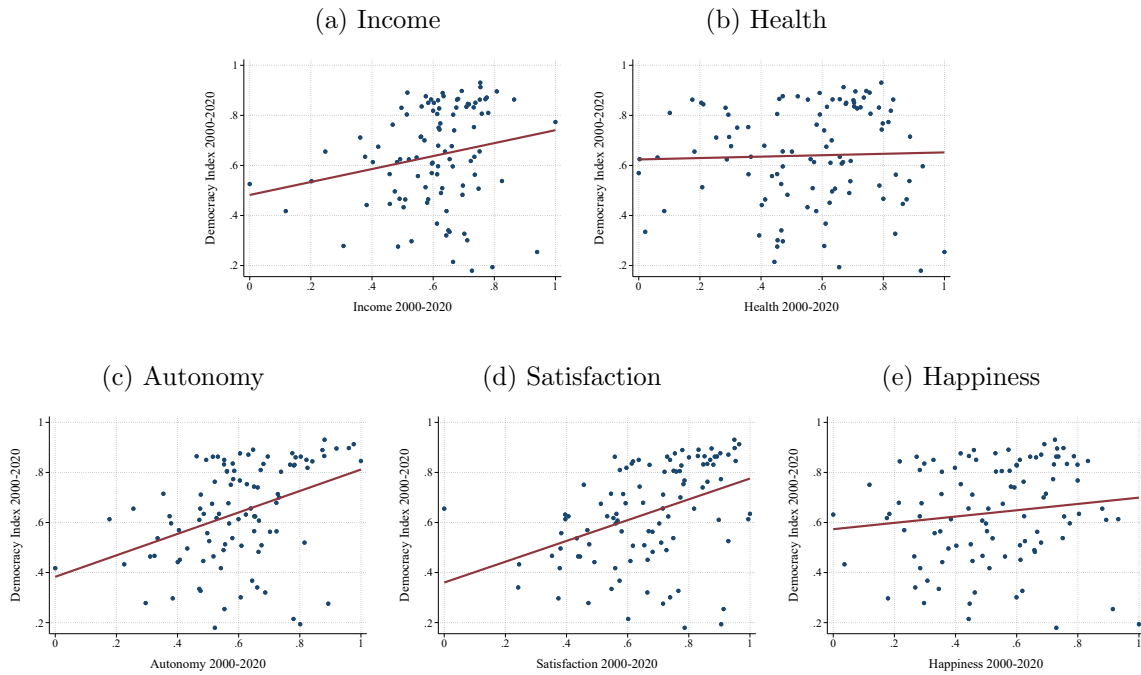 (a) Income
(b) Health
Democracy Index 2000-2020
1
.8
.6
.4
.2
0 .2 .4 .6 .8 1
Income 2000-2020
Democracy Index 2000-2020
1
.8
.6
.4
.2
0 .2 .4 .6 .8 1
Health 2000-2020
(c) Autonomy
(d) Satisfaction
(e) Happiness
Democracy Index 2000-2020
1
.8
.6
.4
.2
0 .2 .4 .6 .8 1
Autonomy 2000-2020
Democracy Index 2000-2020
1
.8
.6
.4
.2
0 .2 .4 .6 .8 1
Satisfaction 2000-2020
Democracy Index 2000-2020
1
.8
.6
.4
.2
0 .2 .4 .6 .8 1
Happiness 2000-2020